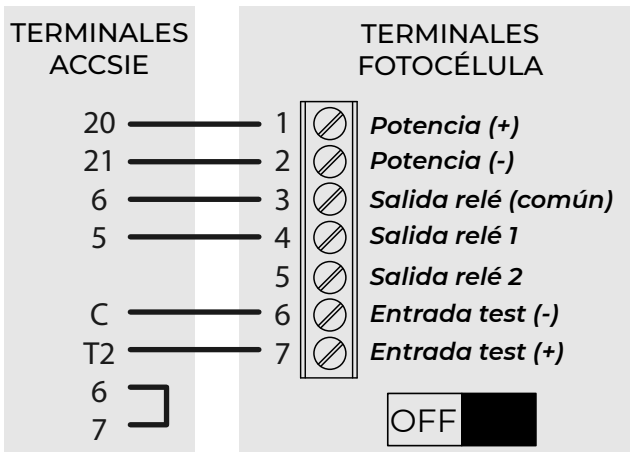 TERMINALES
ACCSIE
TERMINALES
FOTOCÉLULA
20 1 Potencia (+)
21 2 Potencia (-)
6 3 Salida relé (común)
5 4 Salida relé 1
5 Salida relé 2
C 6 Entrada test (-)
T2 7 Entrada test (+)
6
7
OFF